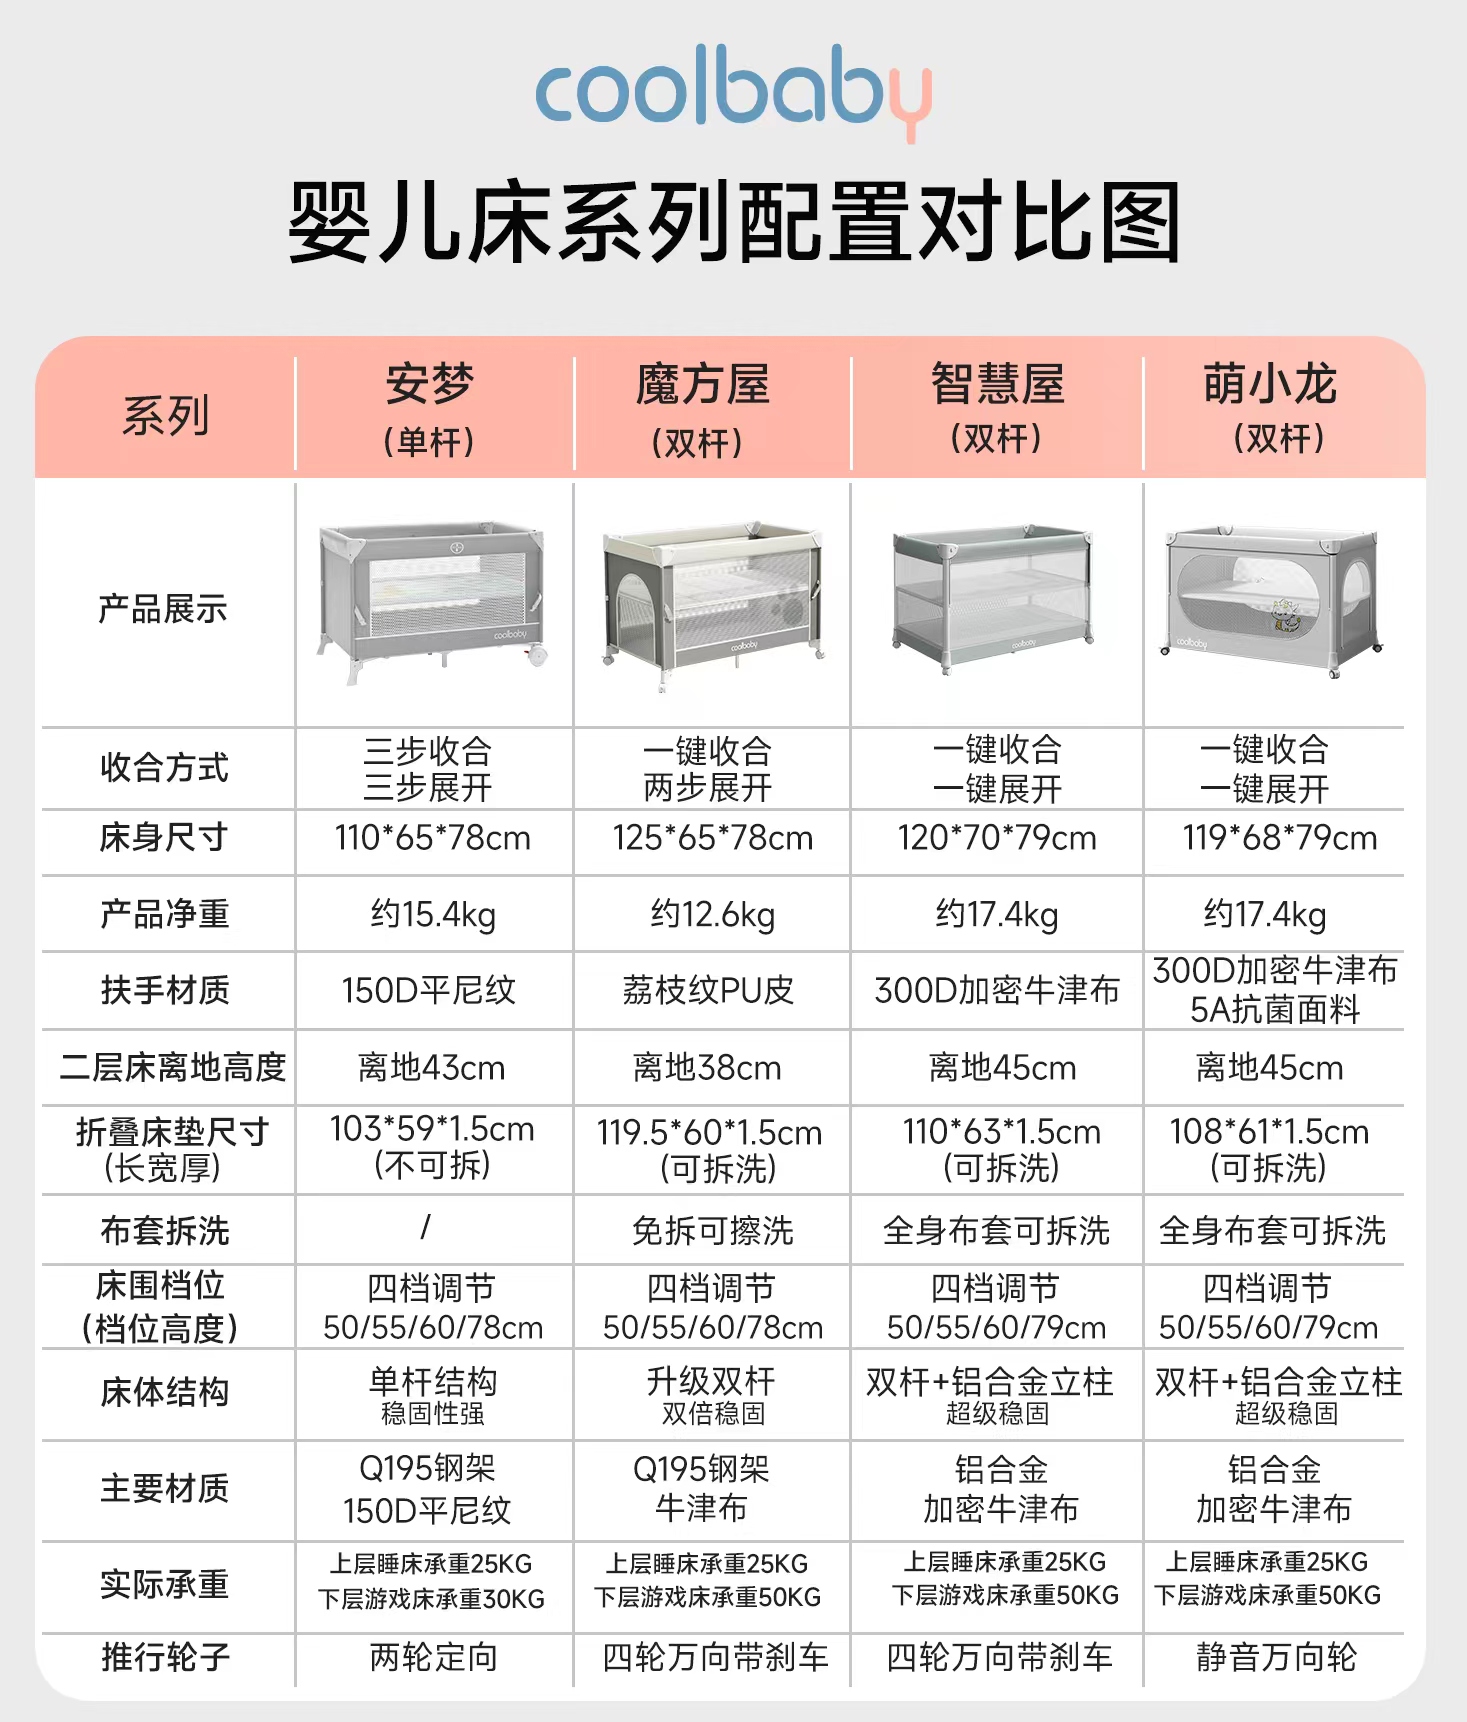 coolbaby
婴儿床系列配置对比图
系列
安梦
(单杆)
魔方屋
(双杆)
智慧屋
(双杆)
萌小龙
(双杆)
产品展示
coolbaby
coolbaby
coolbaby
coolbaby
收合方式
三步收合
三步展开
一键收合
两步展开
一键收合
一键展开
一键收合
一键展开
床身尺寸
110*65*78cm
125*65*78cm
120*70*79cm
119*68*79cm
产品净重
约15.4kg
约12.6kg
约17.4kg
约17.4kg
扶手材质
150D平尼纹
荔枝纹PU皮
300D加密牛津布
300D加密牛津布
5A抗菌面料
二层床离地高度
离地43cm
离地38cm
离地45cm
离地45cm
折叠床垫尺寸
(长宽厚)
103*59*1.5cm
(不可拆)
119.5*60*1.5cm
(可拆洗)
110*63*1.5cm
(可拆洗)
108*61*1.5cm
(可拆洗)
布套拆洗
/
免拆可擦洗
全身布套可拆洗
全身布套可拆洗
床围档位
(档位高度)
四档调节
50/55/60/78cm
四档调节
50/55/60/78cm
四档调节
50/55/60/79cm
四档调节
50/55/60/79cm
床体结构
单杆结构
稳固性强
升级双杆
双倍稳固
双杆+铝合金立柱
超级稳固
双杆+铝合金立柱
超级稳固
主要材质
Q195钢架
150D平尼纹
Q195钢架
牛津布
铝合金
加密牛津布
铝合金
加密牛津布
实际承重
上层睡床承重25KG
下层游戏床承重30KG
上层睡床承重25KG
下层游戏床承重50KG
上层睡床承重25KG
下层游戏床承重50KG
上层睡床承重25KG
下层游戏床承重50KG
推行轮子
两轮定向
四轮万向带刹车
四轮万向带刹车
静音万向轮